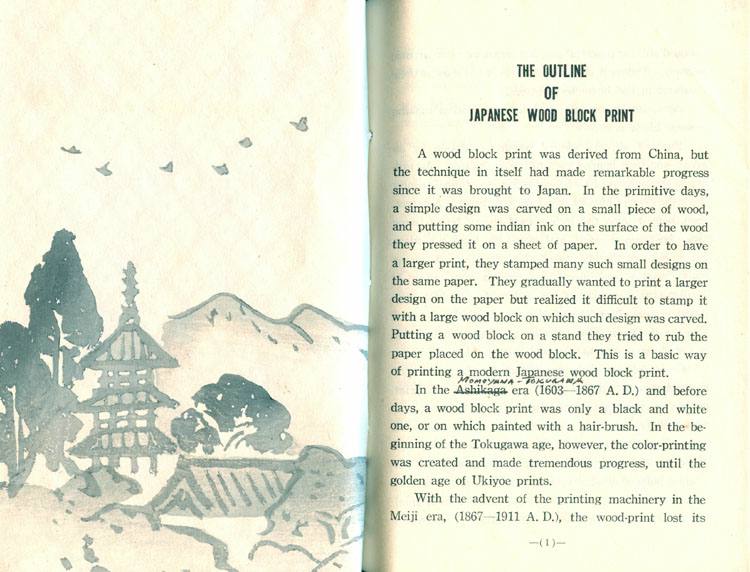 THE OUTLINE
OF
JAPANESE WOOD BLOCK PRINT
A wood block print was derived from China, but
the technique in itself had made remarkable progress
since it was brought to Japan. In the primitive days,
a simple design was carved on a small piece of wood,
and putting some indian ink on the surface of the wood
they pressed it on a sheet of paper. In order to have
a larger print, they stamped many such small designs on
the same paper. They gradually wanted to print a larger
design on the paper but realized it difficult to stamp it
with a large wood block on which such design was carved.
Putting a wood block on a stand they tried to rub the
paper placed on the wood block. This is a basic way
of printing a modern Japanese wood block print.
MOMOYAMA-TOKUGAWA
In the Ashikaga era (1603—1867 A. D.) and before
days, a wood block print was only a black and white
one, or on which painted with a hair-brush. In the be-
ginning of the Tokugawa age, however, the color-printing
was created and made tremendous progress, until the
golden age of Ukiyoe prints.
With the advent of the printing machinery in the
Meiji era, (1867—1911 A. D.), the wood-print lost its
—(1)—